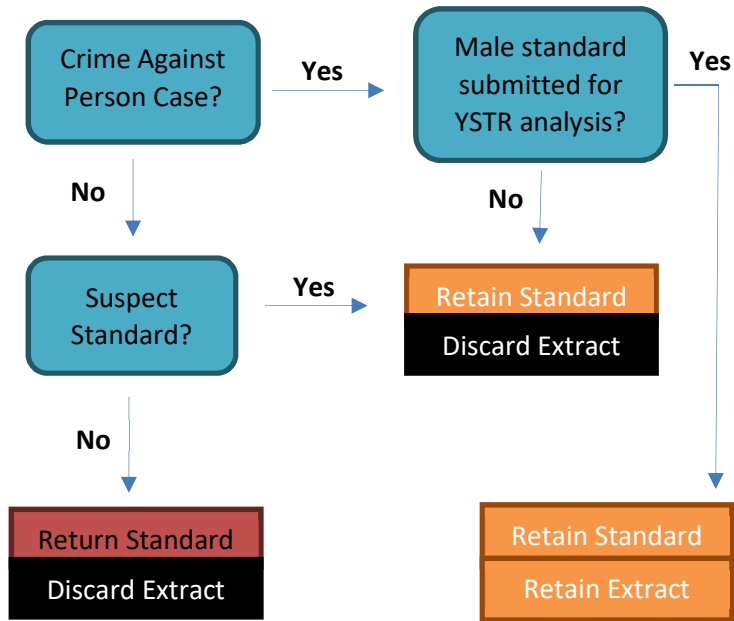 Crime Against
Person Case?
Yes
Male standard
submitted for
YSTR analysis?
Yes
No
No
Suspect
Standard?
Yes
Retain Standard
Discard Extract
No
Return Standard
Discard Extract
Retain Standard
Retain Extract